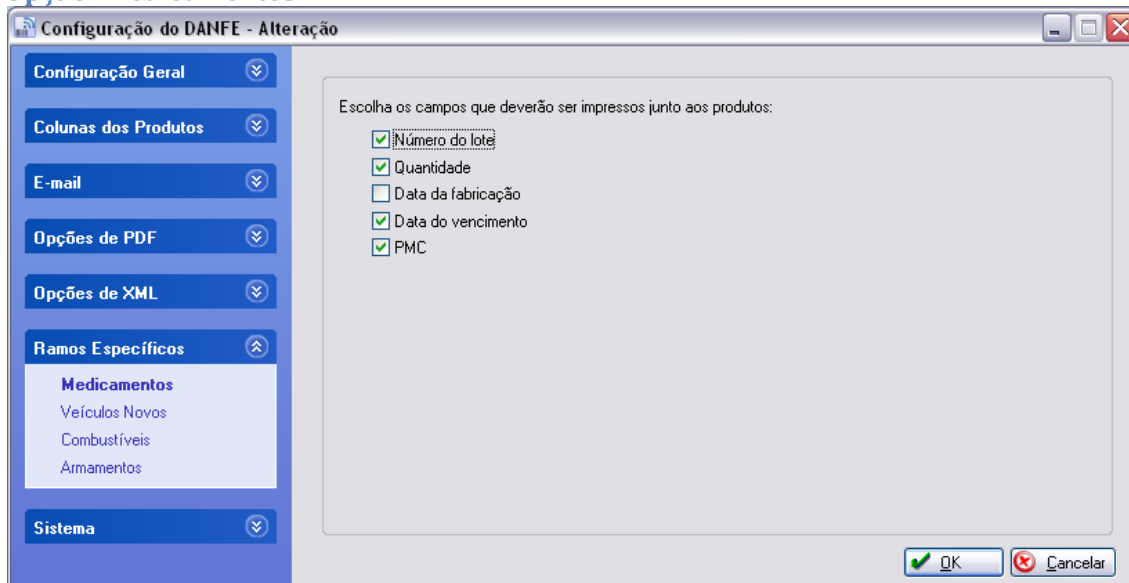 Configuração do DANFE - Alteração
Configuração Geral
Colunas dos Produtos
E-mail
Opções de PDF
Opções de XML
Ramos Específicos
Medicamentos
Veículos Novos
Combustíveis
Armamentos
Sistema
Escolha os campos que deverão ser impressos junto aos produtos:
Número do lote
Quantidade
Data da fabricação
Data do vencimento
PMC
OK
Cancelar